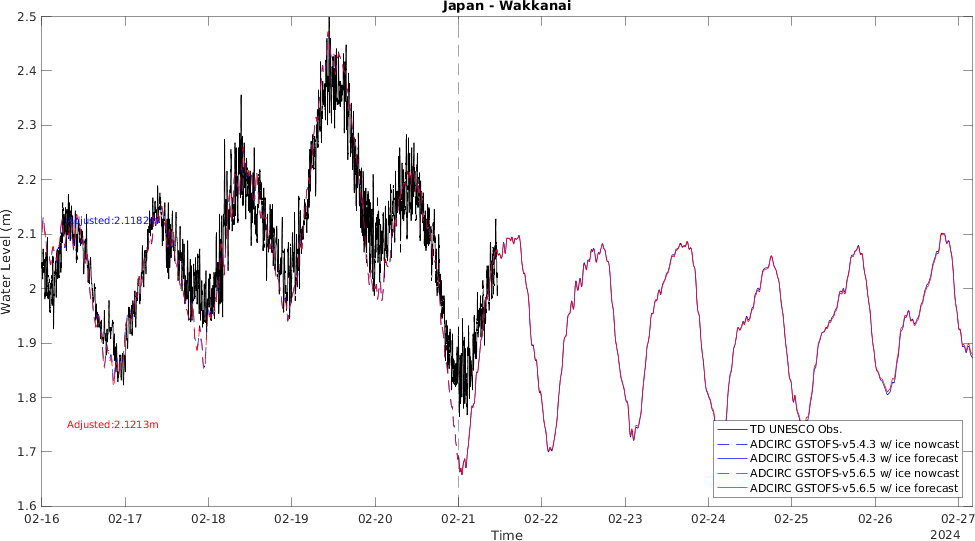 Japan - Wakkanai
2.5
2.4
2.3
2.2
2.1
2
1.9
1.8
1.7
1.6
Water Level (m)
Adjusted:2.1182m
Adjusted:2.1213m
TD UNESCO Obs.
ADCIRC GSTOFS-v5.4.3 w/ ice nowcast
ADCIRC GSTOFS-v5.4.3 w/ ice forecast
ADCIRC GSTOFS-v5.6.5 w/ ice nowcast
ADCIRC GSTOFS-v5.6.5 w/ ice forecast
02-16 02-17 02-18 02-19 02-20 02-21 02-22 02-23 02-24 02-25 02-26 02-27
Time
2024